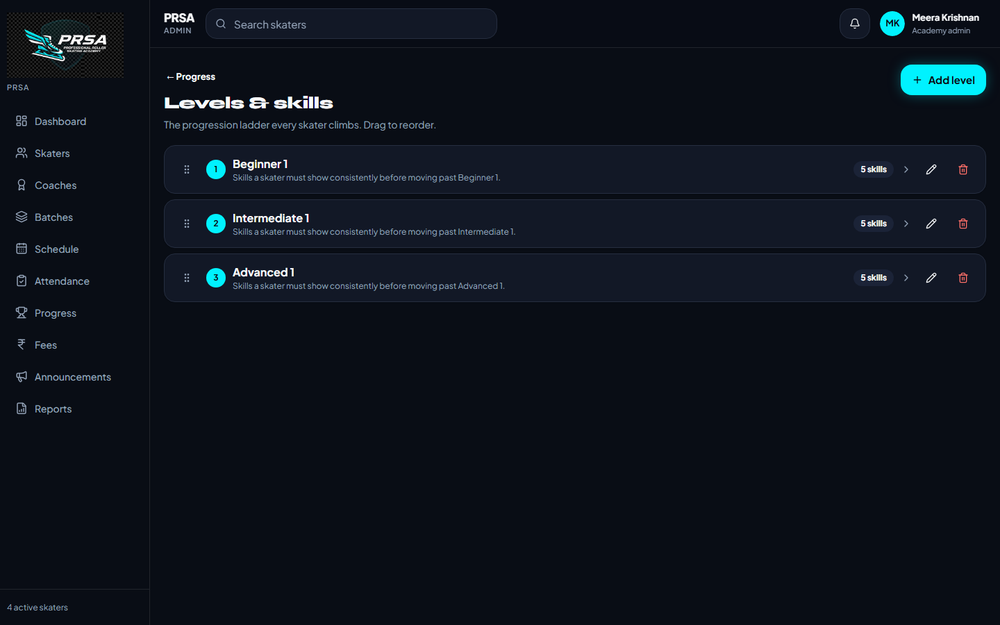 PRSA
PROFESSIONAL ROLLER
SKATING ACADEMY
PRSA
Dashboard
Skaters
Coaches
Batches
Schedule
Attendance
Progress
Fees
Announcements
Reports
4 active skaters
PRSA
ADMIN
Search skaters
MK
Meera Krishnan
Academy admin
← Progress
Levels & skills
The progression ladder every skater climbs. Drag to reorder.
+ Add level
1
Beginner 1
Skills a skater must show consistently before moving past Beginner 1.
5 skills
2
Intermediate 1
Skills a skater must show consistently before moving past Intermediate 1.
5 skills
3
Advanced 1
Skills a skater must show consistently before moving past Advanced 1.
5 skills